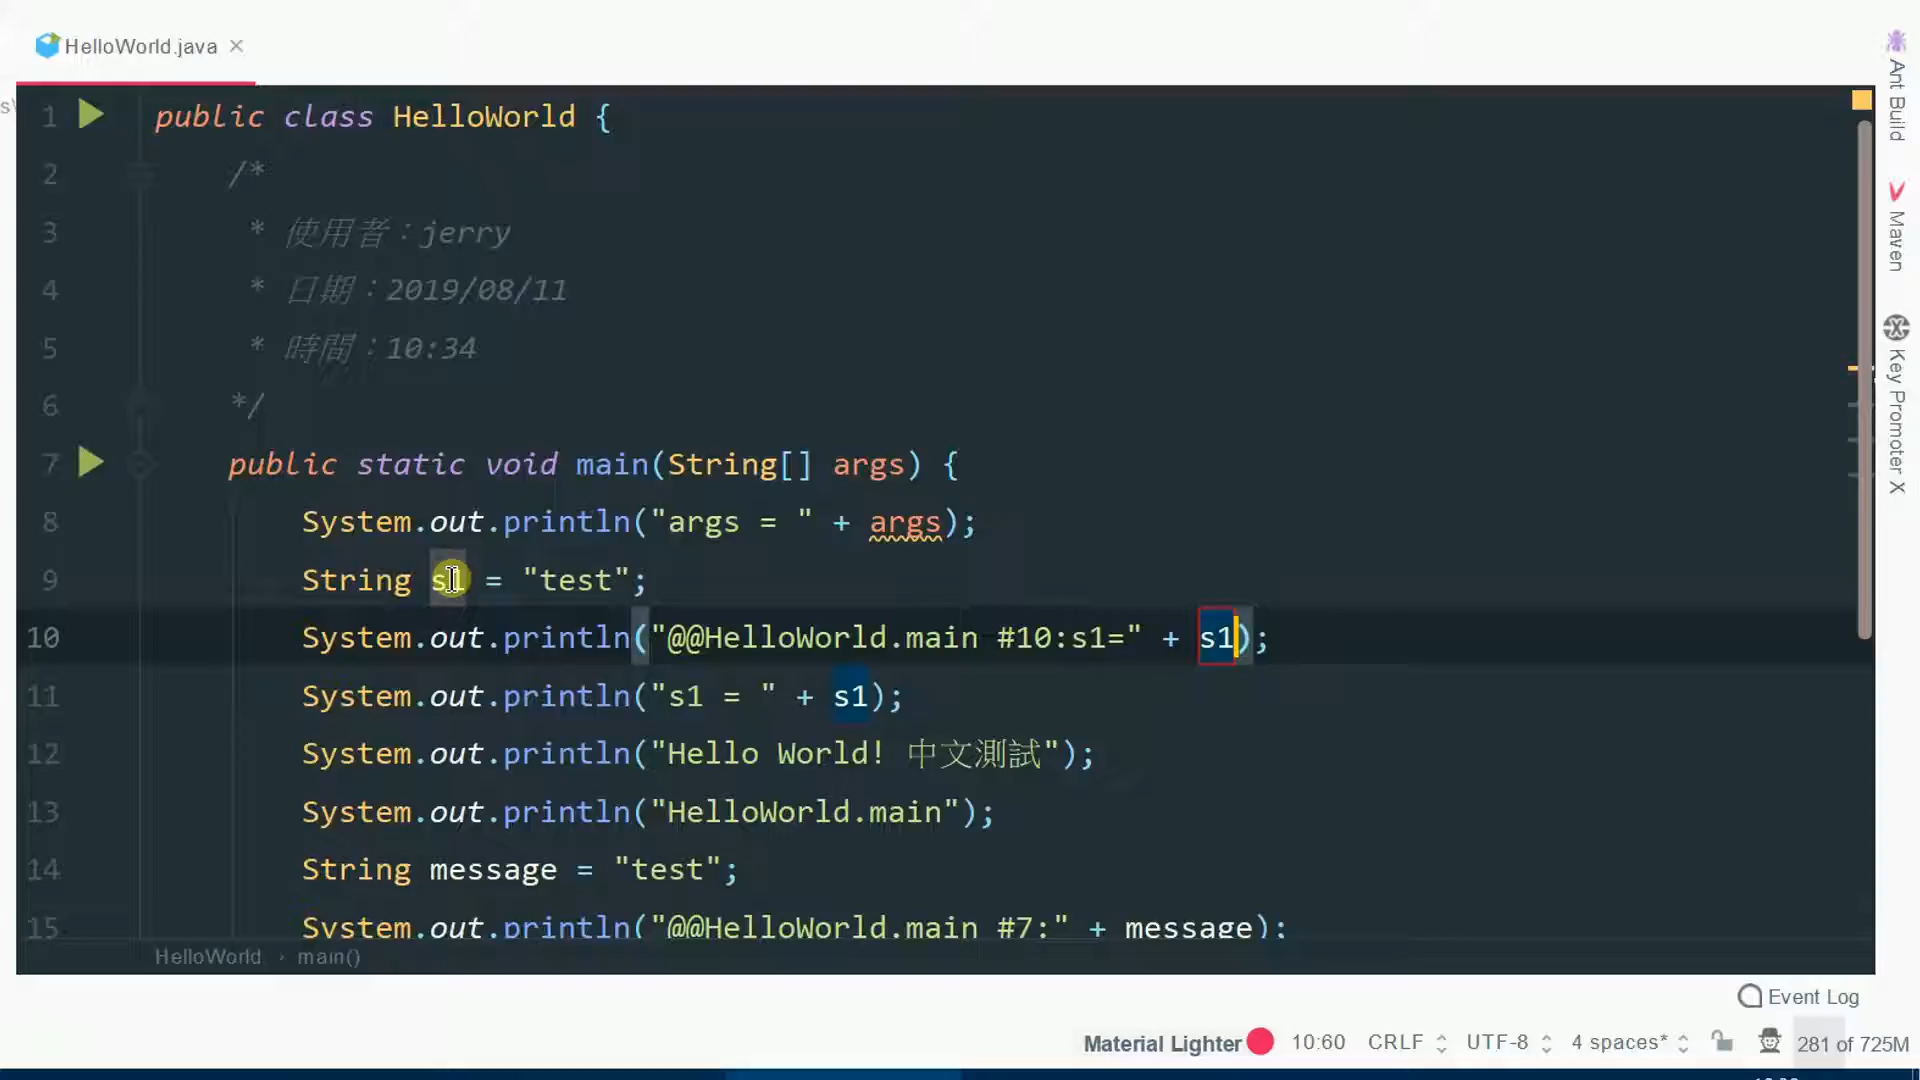 HelloWorld.java
1 public class HelloWorld {
2 /*
3 * 使用者：jerry
4 * 日期：2019/08/11
5 * 時間：10:34
6 */
7 public static void main(String[] args) {
8 System.out.println("args = " + args);
9 String s1 = "test";
10 System.out.println("@@HelloWorld.main #10:s1=" + s1);
11 System.out.println("s1 = " + s1);
12 System.out.println("Hello World! 中文測試");
13 System.out.println("HelloWorld.main");
14 String message = "test";
15 System.out.println("@@HelloWorld.main #7:" + message);
HelloWorld › main()
Ant Build
Maven
Key Promoter X
Event Log
Material Lighter 10:60 CRLF UTF-8 4 spaces* 281 of 725M